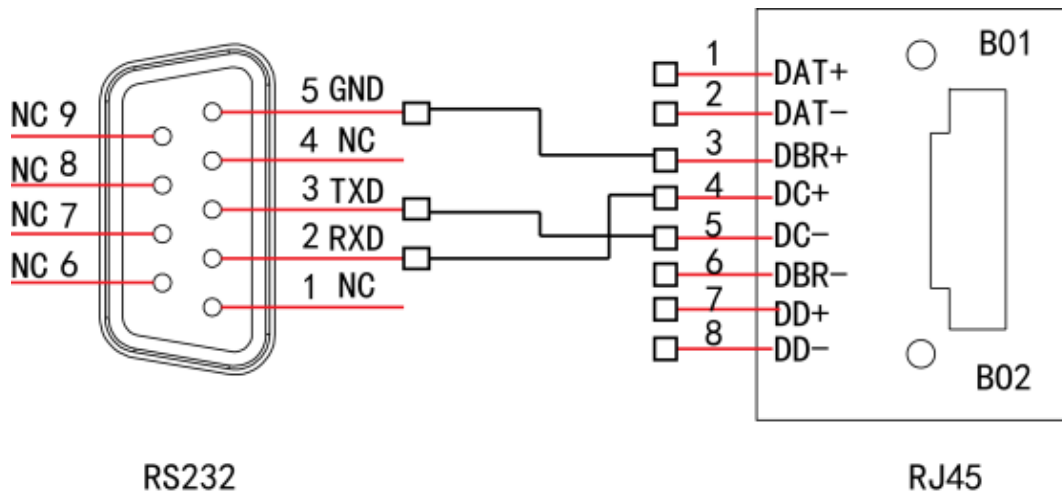 NC 9
NC 8
NC 7
NC 6
5 GND
4 NC
3 TXD
2 RXD
1 NC
RS232
1 DAT+
2 DAT-
3 DBR+
4 DC+
5 DC-
6 DBR-
7 DD+
8 DD-
B01
B02
RJ45